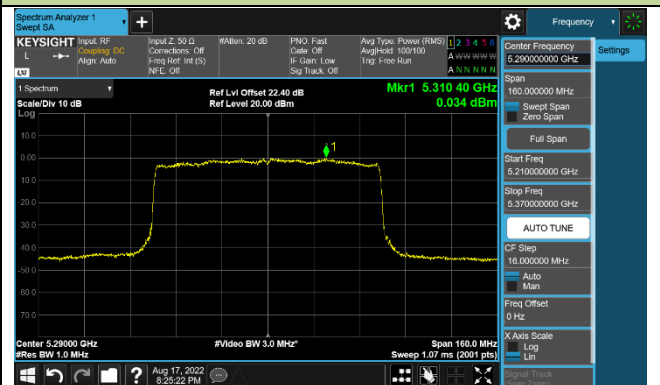 Spectrum Analyzer 1
Swept SA
Frequency
KEYSIGHT
L
LXI
Input: RF
Coupling: DC
Align: Auto
Input Z: 50 Ω
Corrections: Off
Freq Ref: Int (S)
NFE: Off
#Atten: 20 dB
PNO: Fast
Gate: Off
IF Gain: Low
Sig Track: Off
Avg Type: Power (RMS)
Avg|Hold: 100/100
Trig: Free Run
1 2 3 4 5 6
A W W W W W
A N N N N N
1 Spectrum
Scale/Div 10 dB
Log
Ref Lvl Offset 22.40 dB
Ref Level 20.00 dBm
Mkr1 5.310 40 GHz
0.034 dBm
1
10.0
0.00
-10.0
-20.0
-30.0
-40.0
-50.0
-60.0
-70.0
Center 5.29000 GHz
#Res BW 1.0 MHz
#Video BW 3.0 MHz*
Span 160.0 MHz
Sweep 1.07 ms (2001 pts)
Aug 17, 2022
8:25:22 PM
Center Frequency
5.290000000 GHz
Settings
Span
160.000000 MHz
Swept Span
Zero Span
Full Span
Start Freq
5.210000000 GHz
Stop Freq
5.370000000 GHz
AUTO TUNE
CF Step
16.000000 MHz
Auto
Man
Freq Offset
0 Hz
X Axis Scale
Log
Lin
Signal Track
(Span Zoom)